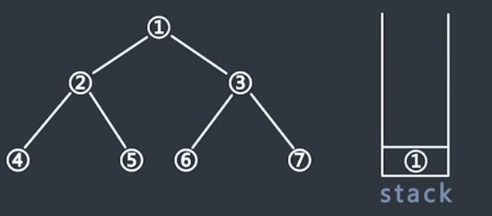 ①
② ③
④ ⑤ ⑥ ⑦
①
stack